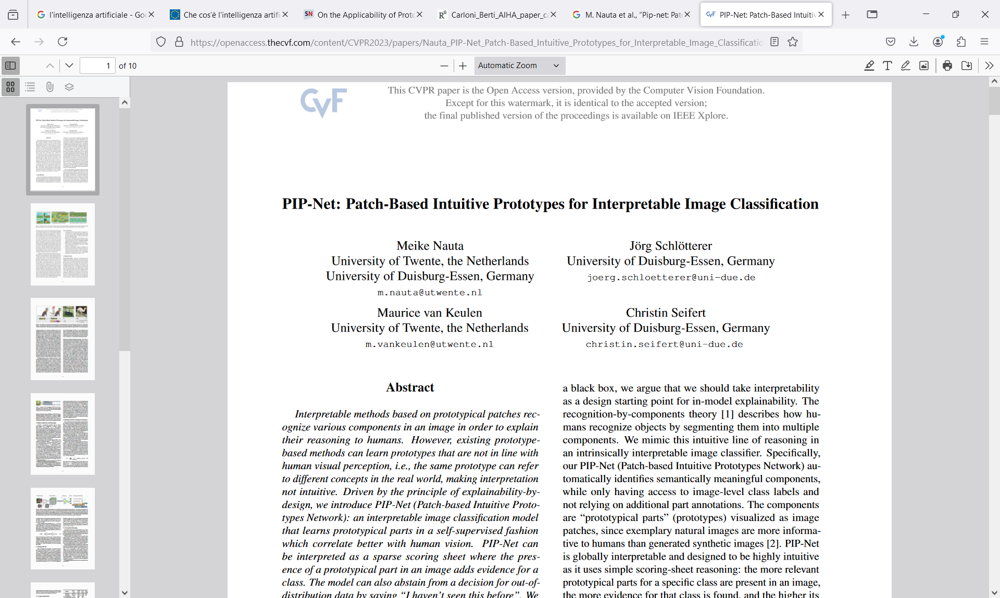 l'intelligenza artificiale - Goo
Che cos'è l'intelligenza artifi
On the Applicability of Proto
Carloni_Berti_AIHA_paper_ca
M. Nauta et al., "Pip-net: Pat
PIP-Net: Patch-Based Intuitiv
https://openaccess.thecvf.com/content/CVPR2023/papers/Nauta_PIP-Net_Patch-Based_Intuitive_Prototypes_for_Interpretable_Image_Classificatio
1 of 10
Automatic Zoom
CVF
This CVPR paper is the Open Access version, provided by the Computer Vision Foundation.
Except for this watermark, it is identical to the accepted version;
the final published version of the proceedings is available on IEEE Xplore.
PIP-Net: Patch-Based Intuitive Prototypes for Interpretable Image Classification
Meike Nauta
University of Twente, the Netherlands
University of Duisburg-Essen, Germany
m.nauta@utwente.nl
Jörg Schlötterer
University of Duisburg-Essen, Germany
joerg.schloetterer@uni-due.de
Maurice van Keulen
University of Twente, the Netherlands
m.vankeulen@utwente.nl
Christin Seifert
University of Duisburg-Essen, Germany
christin.seifert@uni-due.de
Abstract
Interpretable methods based on prototypical patches rec-
ognize various components in an image in order to explain
their reasoning to humans. However, existing prototype-
based methods can learn prototypes that are not in line with
human visual perception, i.e., the same prototype can refer
to different concepts in the real world, making interpretation
not intuitive. Driven by the principle of explainability-by-
design, we introduce PIP-Net (Patch-based Intuitive Proto-
types Network): an interpretable image classification model
that learns prototypical parts in a self-supervised fashion
which correlate better with human vision. PIP-Net can
be interpreted as a sparse scoring sheet where the pres-
ence of a prototypical part in an image adds evidence for a
class. The model can also abstain from a decision for out-of-
distribution data by saying "I haven't seen this before". We
a black box, we argue that we should take interpretability
as a design starting point for in-model explainability. The
recognition-by-components theory [1] describes how hu-
mans recognize objects by segmenting them into multiple
components. We mimic this intuitive line of reasoning in
an intrinsically interpretable image classifier. Specifically,
our PIP-Net (Patch-based Intuitive Prototypes Network) au-
tomatically identifies semantically meaningful components,
while only having access to image-level class labels and
not relying on additional part annotations. The components
are "prototypical parts" (prototypes) visualized as image
patches, since exemplary natural images are more informa-
tive to humans than generated synthetic images [2]. PIP-Net
is globally interpretable and designed to be highly intuitive
as it uses simple scoring-sheet reasoning: the more relevant
prototypical parts for a specific class are present in an image,
the more evidence for that class is found, and the higher its